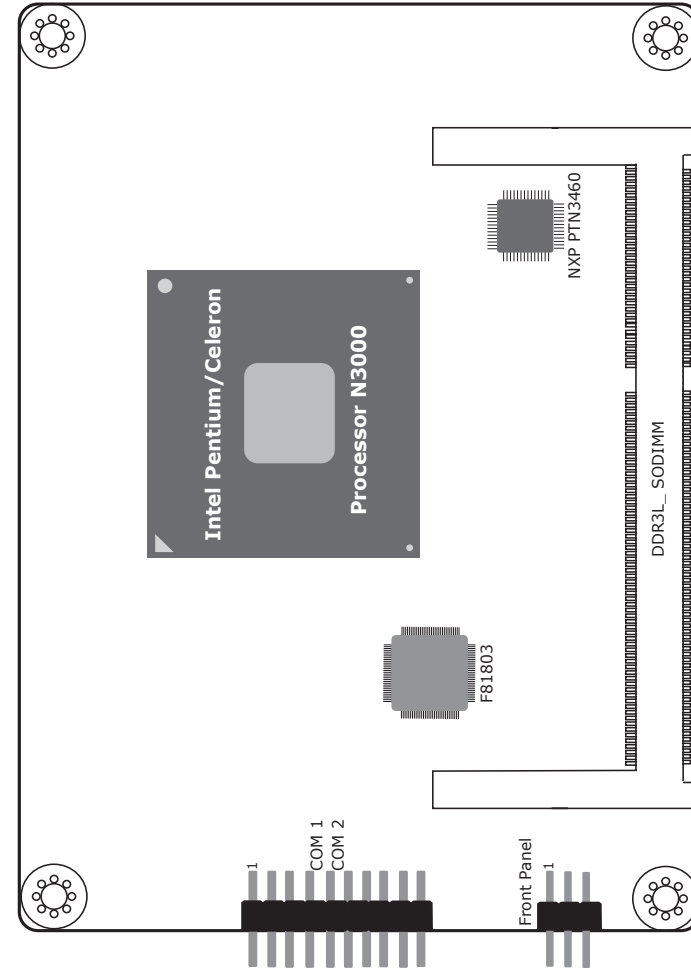 Intel Pentium/Celeron
Processor N3000
NXP PTN3460
F81803
DDR3L_ SODIMM
1
COM 1
COM 2
Front Panel
1